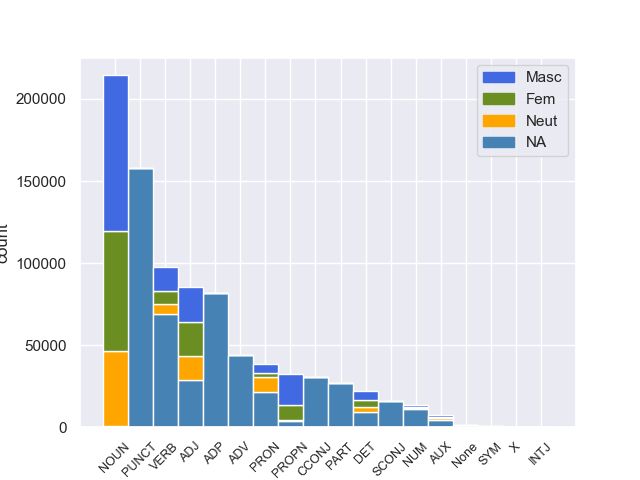 Masc
Fem
Neut
NA
200000
150000
100000
50000
0
count
NOUN
PUNCT
VERB
ADJ
ADP
ADV
PRON
PROPN
CCONJ
PART
DET
SCONJ
NUM
AUX
None
SYM
X
INTJ